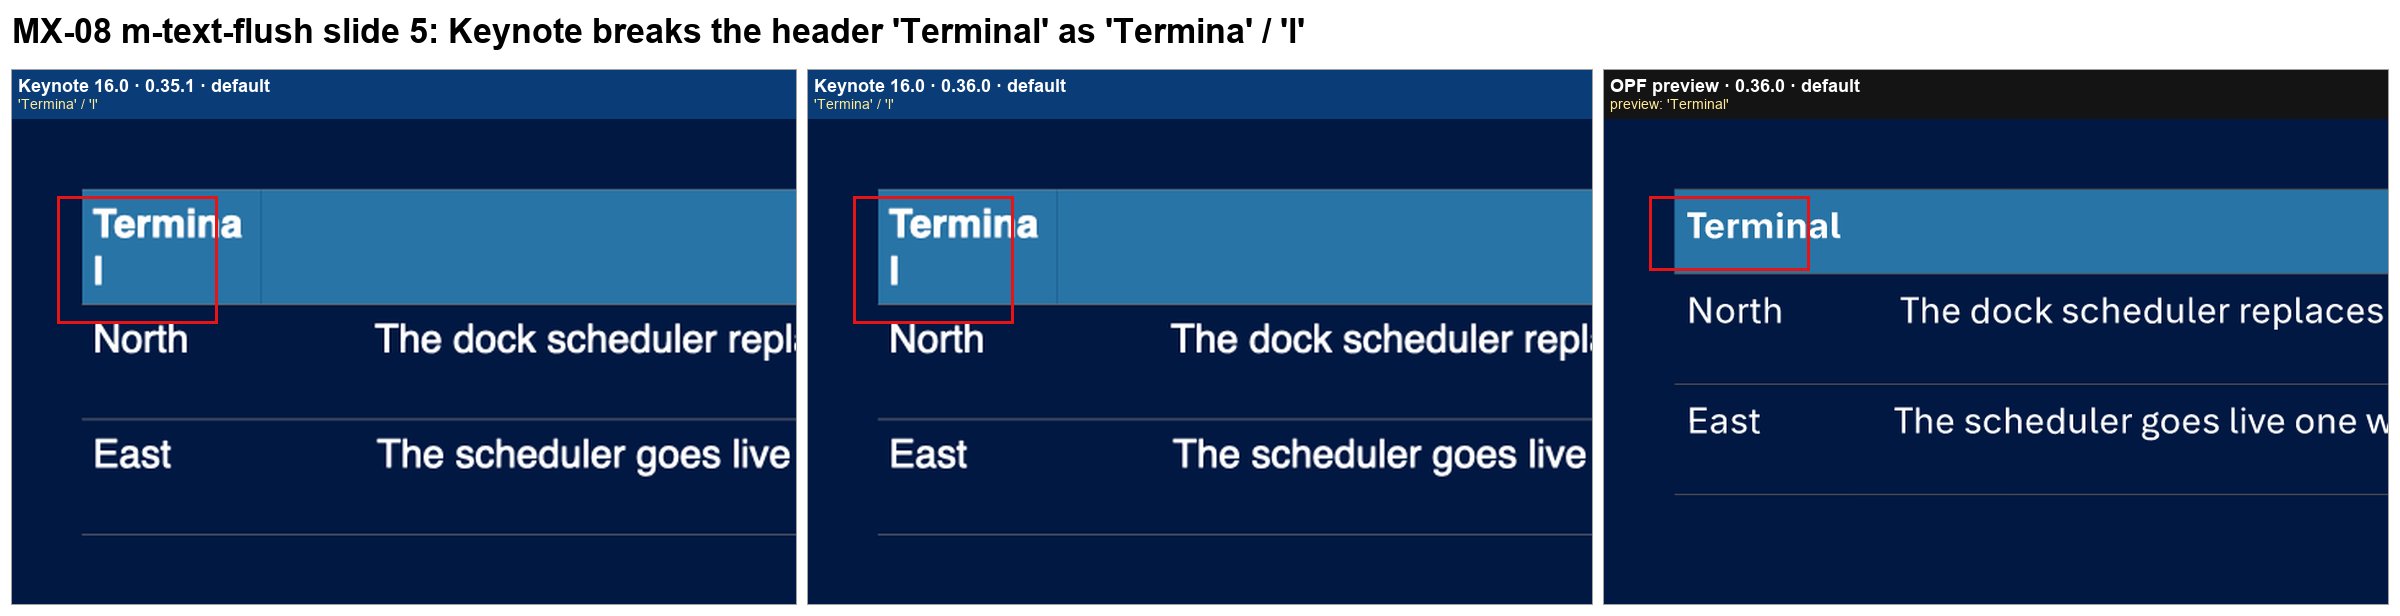 MX-08 m-text-flush slide 5: Keynote breaks the header 'Terminal' as 'Termina' / 'l'
Keynote 16.0 · 0.35.1 · default
'Termina' / 'l'
Termina
l
North
The dock scheduler repla
East
The scheduler goes live
Keynote 16.0 · 0.36.0 · default
'Termina' / 'l'
Termina
l
North
The dock scheduler repla
East
The scheduler goes live
OPF preview · 0.36.0 · default
preview: 'Terminal'
Terminal
North
The dock scheduler replaces
East
The scheduler goes live one w